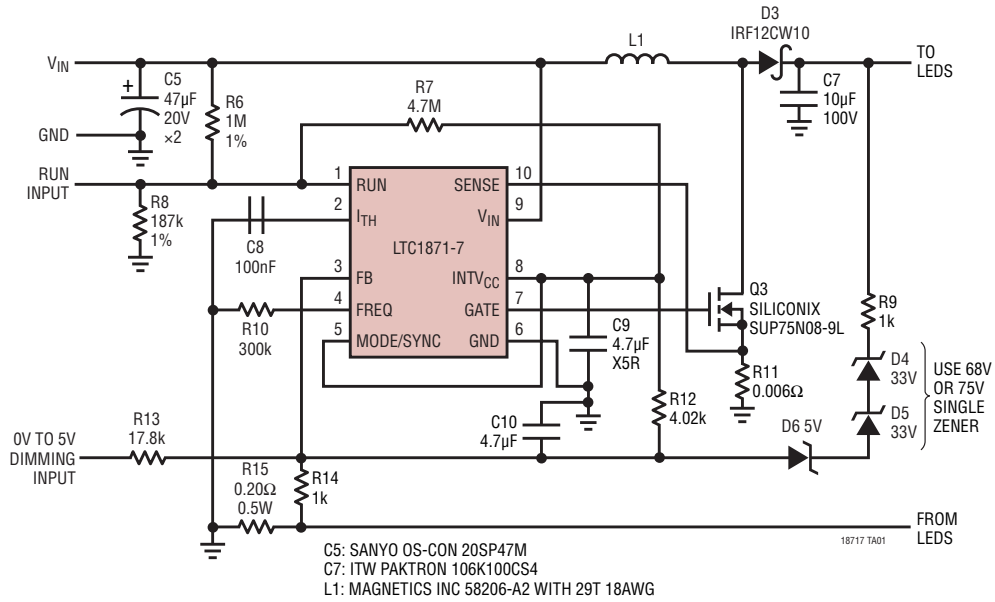 D3
IRF12CW10
L1
VIN
TO
LEDS
C5
47µF
20V
×2
+
R6
1M
1%
R7
4.7M
C7
10µF
100V
GND
RUN
INPUT
R8
187k
1%
C8
100nF
1
RUN
2
ITH
3
FB
4
FREQ
5
MODE/SYNC
LTC1871-7
SENSE
10
VIN
9
INTVCC
8
GATE
7
GND
6
R10
300k
Q3
SILICONIX
SUP75N08-9L
R9
1k
C9
4.7µF
X5R
R11
0.006Ω
D4
33V
D5
33V
USE 68V
OR 75V
SINGLE
ZENER
R12
4.02k
C10
4.7µF
D6 5V
R13
17.8k
0V TO 5V
DIMMING
INPUT
R15
0.20Ω
0.5W
R14
1k
FROM
LEDS
18717 TA01
C5: SANYO OS-CON 20SP47M
C7: ITW PAKTRON 106K100CS4
L1: MAGNETICS INC 58206-A2 WITH 29T 18AWG